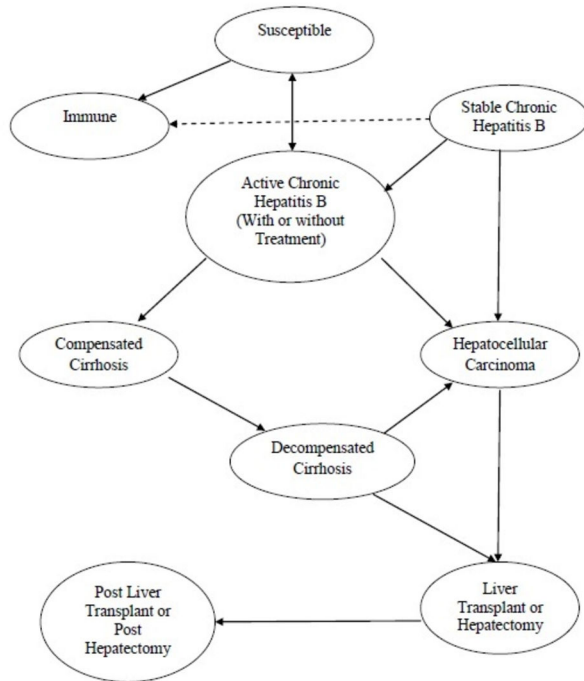 Susceptible
Immune
Stable Chronic
Hepatitis B
Active Chronic
Hepatitis B
(With or without
Treatment)
Compensated
Cirrhosis
Hepatocellular
Carcinoma
Decompensated
Cirrhosis
Post Liver
Transplant or
Post
Hepatectomy
Liver
Transplant or
Hepatectomy